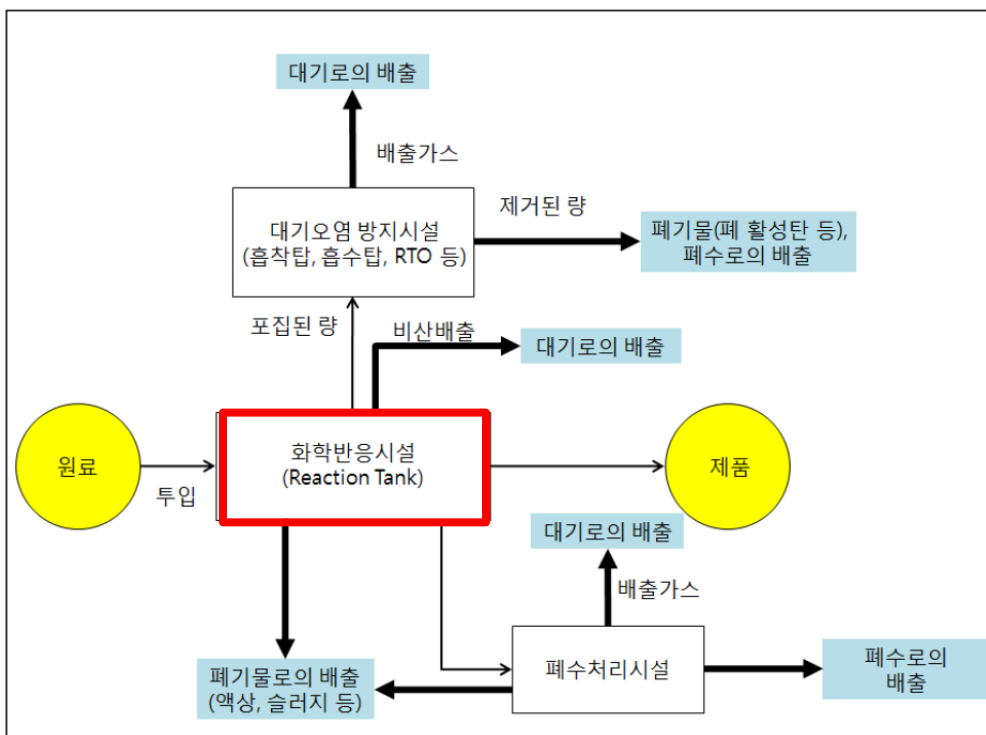 대기로의 배출
배출가스
대기오염 방지시설
(흡착탑, 흡수탑, RTO 등)
제거된 량
폐기물(폐 활성탄 등),
폐수로의 배출
포집된 량
비산배출
대기로의 배출
원료
투입
화학반응시설
(Reaction Tank)
제품
대기로의 배출
배출가스
폐기물로의 배출
(액상, 슬러지 등)
폐수처리시설
폐수로의
배출